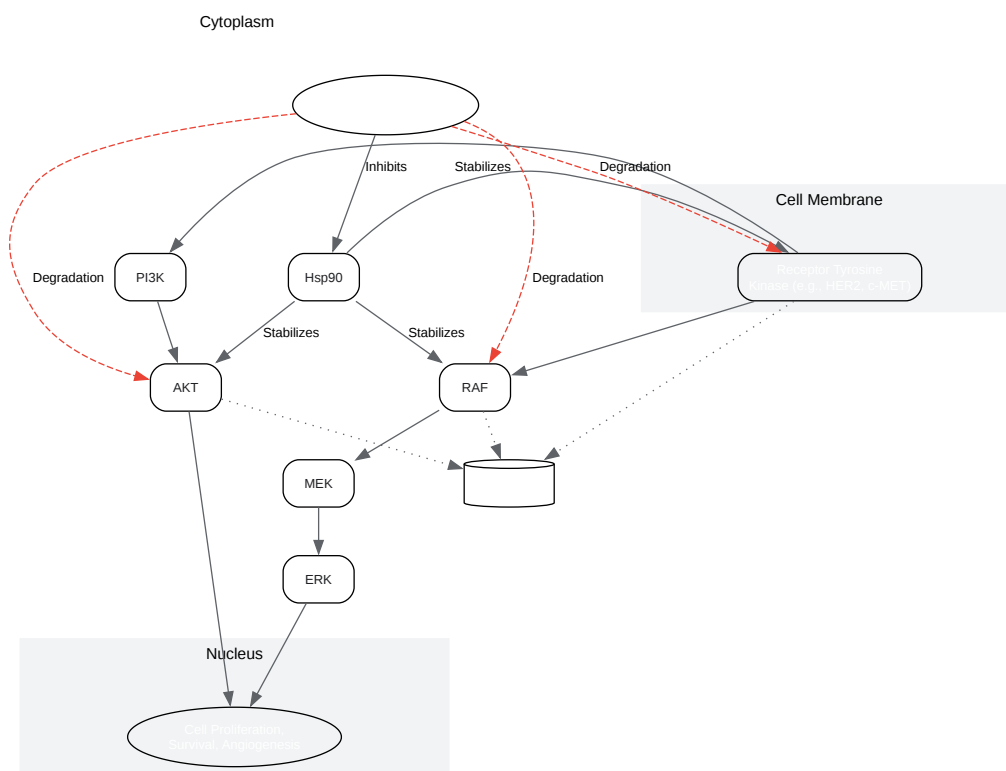 Cytoplasm
Inhibits
Stabilizes
Degradation
Cell Membrane
Degradation
PI3K
Hsp90
Degradation
Receptor Tyrosine
Kinase (e.g., HER2, c-MET)
Stabilizes
Stabilizes
AKT
RAF
MEK
ERK
Nucleus
Cell Proliferation,
Survival, Angiogenesis